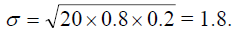 σ = √20×0.8×0.2 = 1.8.